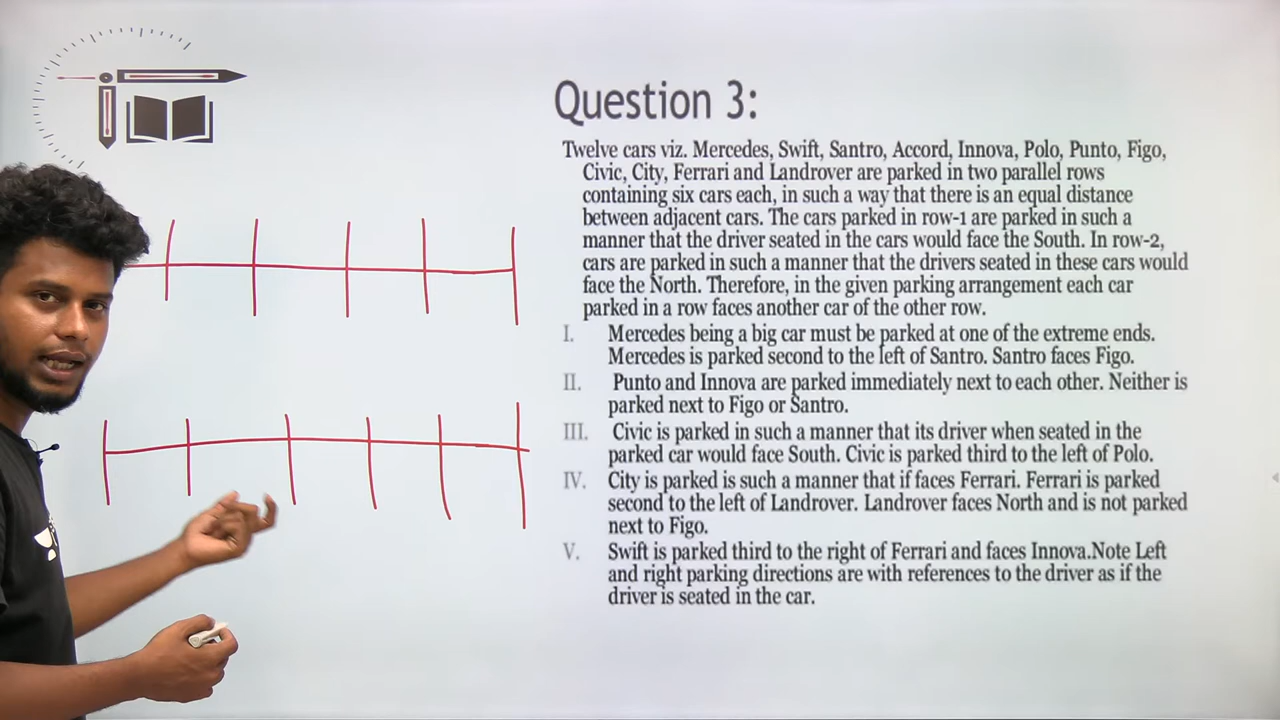 Question 3:
Twelve cars viz. Mercedes, Swift, Santro, Accord, Innova, Polo, Punto, Figo,
Civic, City, Ferrari and Landrover are parked in two parallel rows
containing six cars each, in such a way that there is an equal distance
between adjacent cars. The cars parked in row-1 are parked in such a
manner that the driver seated in the cars would face the South. In row-2,
cars are parked in such a manner that the drivers seated in these cars would
face the North. Therefore, in the given parking arrangement each car
parked in a row faces another car of the other row.
I. Mercedes being a big car must be parked at one of the extreme ends.
Mercedes is parked second to the left of Santro. Santro faces Figo.
II. Punto and Innova are parked immediately next to each other. Neither is
parked next to Figo or Santro.
III. Civic is parked in such a manner that its driver when seated in the
parked car would face South. Civic is parked third to the left of Polo.
IV. City is parked is such a manner that if faces Ferrari. Ferrari is parked
second to the left of Landrover. Landrover faces North and is not parked
next to Figo.
V. Swift is parked third to the right of Ferrari and faces Innova.Note Left
and right parking directions are with references to the driver as if the
driver is seated in the car.